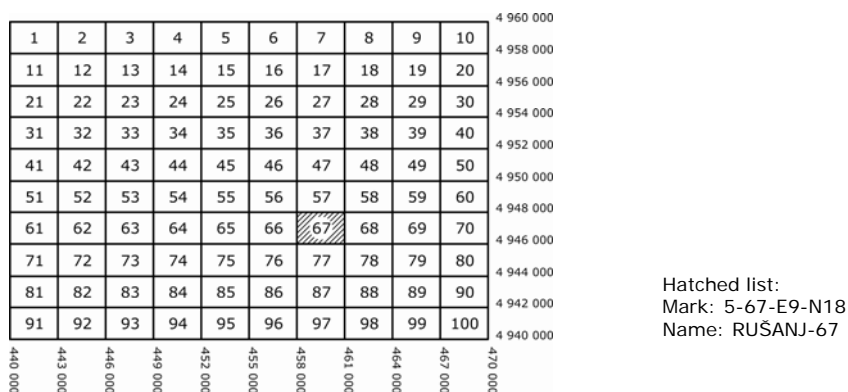 4 960 000
1 2 3 4 5 6 7 8 9 10
4 958 000
11 12 13 14 15 16 17 18 19 20
4 956 000
21 22 23 24 25 26 27 28 29 30
4 954 000
31 32 33 34 35 36 37 38 39 40
4 952 000
41 42 43 44 45 46 47 48 49 50
4 950 000
51 52 53 54 55 56 57 58 59 60
4 948 000
61 62 63 64 65 66 67 68 69 70
4 946 000
71 72 73 74 75 76 77 78 79 80
4 944 000
81 82 83 84 85 86 87 88 89 90
4 942 000
91 92 93 94 95 96 97 98 99 100
4 940 000
440 000
443 000
446 000
449 000
452 000
455 000
458 000
461 000
464 000
467 000
470 000
Hatched list:
Mark: 5-67-E9-N18
Name: RUŠANJ-67